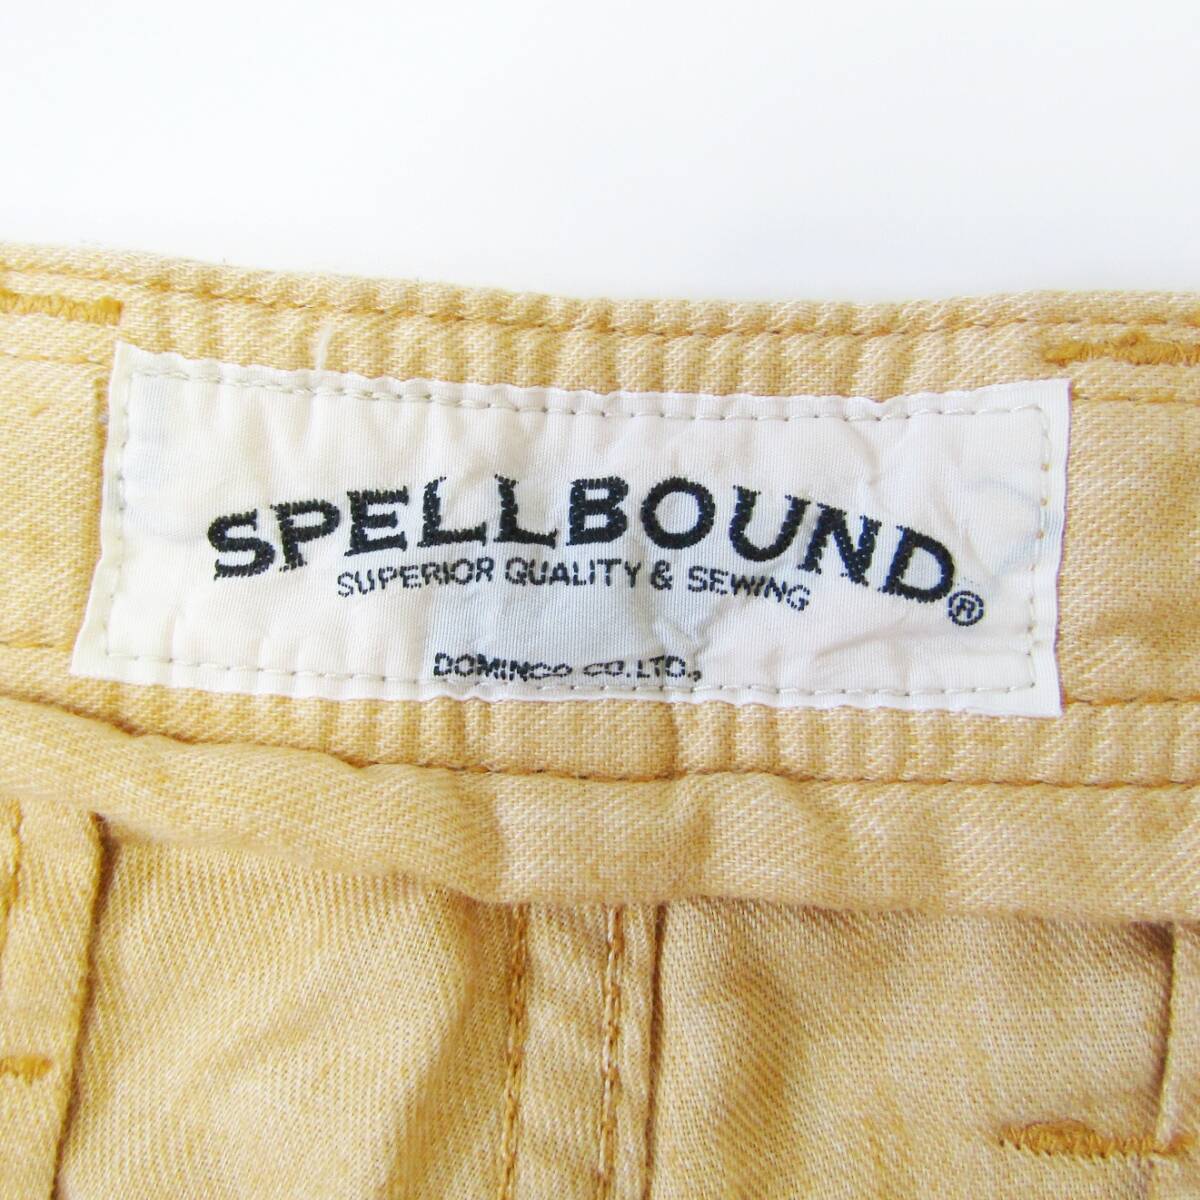 SPELLBOUND®
SUPERIOR QUALITY & SEWING
DOMINGO CO.LTD.,